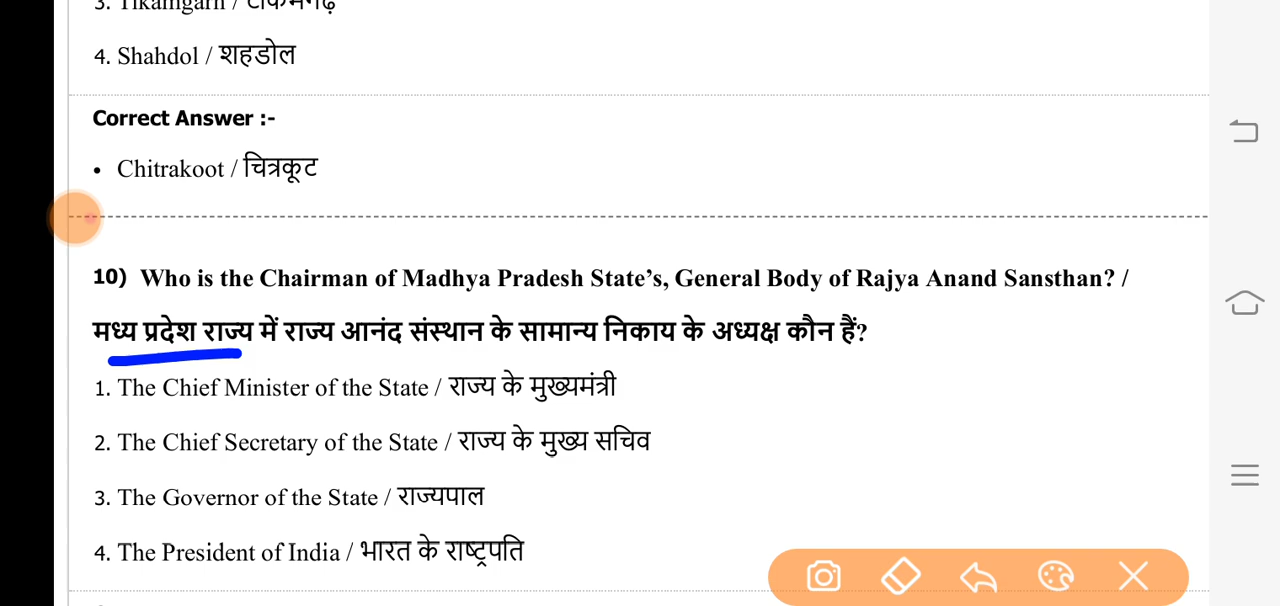 3. Tikamgarh / टीकमगढ़
4. Shahdol / शहडोल
Correct Answer :-
• Chitrakoot / चित्रकूट
10) Who is the Chairman of Madhya Pradesh State’s, General Body of Rajya Anand Sansthan? /
मध्य प्रदेश राज्य में राज्य आनंद संस्थान के सामान्य निकाय के अध्यक्ष कौन हैं?
1. The Chief Minister of the State / राज्य के मुख्यमंत्री
2. The Chief Secretary of the State / राज्य के मुख्य सचिव
3. The Governor of the State / राज्यपाल
4. The President of India / भारत के राष्ट्रपति